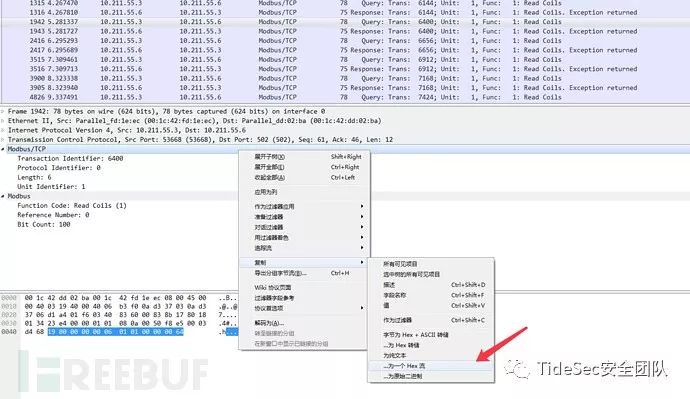 1315 4.267430 10.211.55.3 10.211.55.6 Modbus/TCP 78 Query: Trans: 6144; Unit: 1, Func: 1: Read Coils
1316 4.267810 10.211.55.6 10.211.55.3 Modbus/TCP 75 Response: Trans: 6144; Unit: 1, Func: 1: Read Coils. Exception returned
1942 5.281337 10.211.55.3 10.211.55.6 Modbus/TCP 78 Query: Trans: 6400; Unit: 1, Func: 1: Read Coils
1943 5.281707 10.211.55.6 10.211.55.3 Modbus/TCP 75 Response: Trans: 6400; Unit: 1, Func: 1: Read Coils. Exception returned
2416 6.295293 10.211.55.3 10.211.55.6 Modbus/TCP 78 Query: Trans: 6656; Unit: 1, Func: 1: Read Coils
2417 6.295689 10.211.55.6 10.211.55.3 Modbus/TCP 75 Response: Trans: 6656; Unit: 1, Func: 1: Read Coils. Exception returned
3515 7.309061 10.211.55.3 10.211.55.6 Modbus/TCP 78 Query: Trans: 6912; Unit: 1, Func: 1: Read Coils
3516 7.309713 10.211.55.6 10.211.55.3 Modbus/TCP 75 Response: Trans: 6912; Unit: 1, Func: 1: Read Coils. Exception returned
3900 8.323338 10.211.55.3 10.211.55.6 Modbus/TCP 78 Query: Trans: 7168; Unit: 1, Func: 1: Read Coils
3905 8.323940 10.211.55.6 10.211.55.3 Modbus/TCP 75 Response: Trans: 7168; Unit: 1, Func: 1: Read Coils. Exception returned
4826 9.337491 10.211.55.3 10.211.55.6 Modbus/TCP 78 Query: Trans: 7424; Unit: 1, Func: 1: Read Coils
Frame 1942: 78 bytes on wire (624 bits), 78 bytes captured (624 bits) on interface 0
Ethernet II, Src: Parallel_fd:1e:ec (00:1c:42:fd:1e:ec), Dst: Parallel_dd:02:ba (00:1c:42:dd:02:ba)
Internet Protocol Version 4, Src: 10.211.55.3, Dst: 10.211.55.6
Transmission Control Protocol, Src Port: 53668 (53668), Dst Port: 502 (502), Seq: 61, Ack: 46, Len: 12
Modbus/TCP
Transaction Identifier: 6400
Protocol Identifier: 0
Length: 6
Unit Identifier: 1
Modbus
Function Code: Read Coils (1)
Reference Number: 0
Bit Count: 100
展开子树(X) Shift+Right
展开全部(E) Ctrl+Right
收起全部(A) Ctrl+Left
应用为列
作为过滤器应用
准备过滤器
对话过滤器
用过滤器着色
追踪流
复制
导出分组字节流(B)... Ctrl+H
Wiki 协议页面
过滤器字段参考
协议首选项
解码为(A)...
转至链接的分组
在新窗口中显示已链接的分组
所有可见项目
选中树的所有可见项目
描述 Ctrl+Shift+D
字段名称 Ctrl+Shift+F
值 Ctrl+Shift+V
作为过滤器 Ctrl+Shift+C
字节为 Hex + ASCII 转储
...为 Hex 转储
为纯文本
...为一个 Hex 流
...为原始二进制
0000 00 1c 42 dd 02 ba 00 1c 42 fd 1e ec 08 00 45 00
0010 00 40 03 19 40 00 40 06 b3 f0 0a d3 37 03 0a d3
0020 37 06 d1 a4 01 f6 03 40 83 60 03 88 b1 7b 80 18
0030 01 34 23 e4 00 00 01 01 08 0a 00 50 f8 e5 00 03
0040 d4 68 19 00 00 00 00 06 01 01 00 00 00 64
FREEBUF
TideSec安全团队